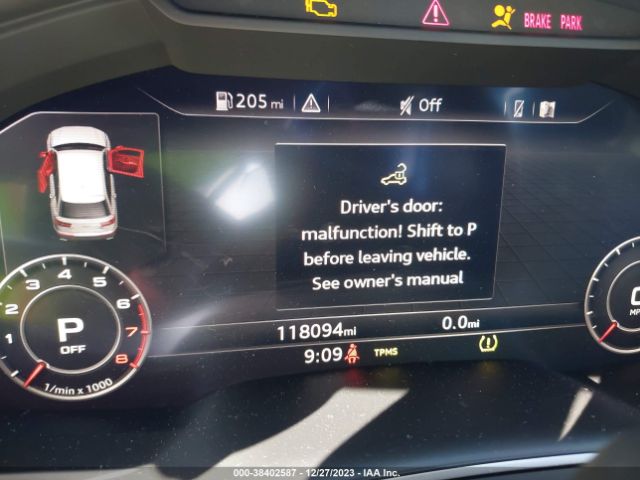 BRAKE PARK
205 mi
Off
Driver's door:
malfunction! Shift to P
before leaving vehicle.
See owner's manual
1 2 3 4 5 6 7 8
P
OFF
1/min x 1000
118094mi
0.0mi
9:09
TPMS
000-38402587 - 12/27/2023 - IAA Inc.